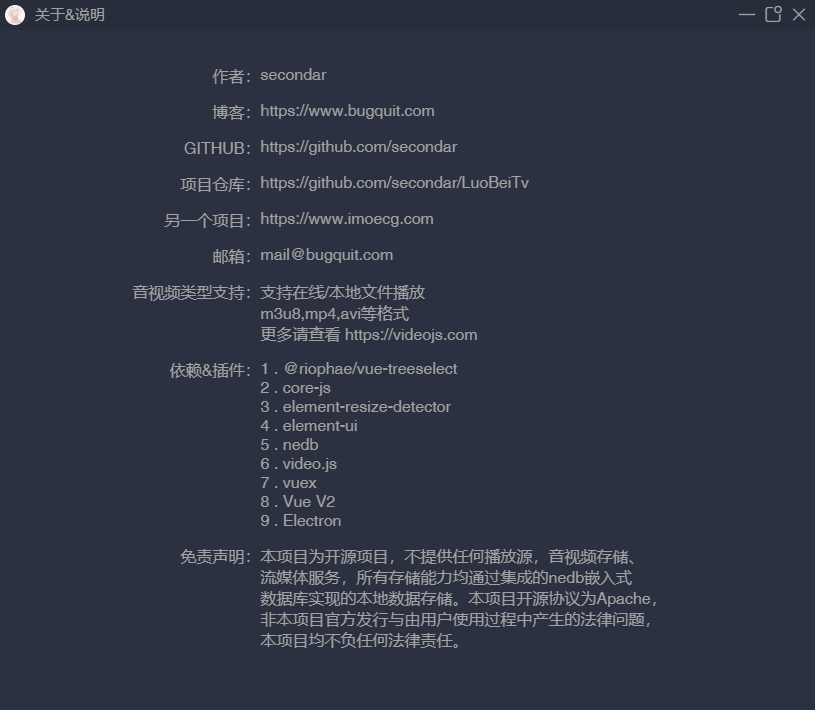 关于&说明
作者： secondar
博客： https://www.bugquit.com
GITHUB： https://github.com/secondar
项目仓库： https://github.com/secondar/LuoBeiTv
另一个项目： https://www.imoecg.com
邮箱： mail@bugquit.com
音视频类型支持： 支持在线/本地文件播放
m3u8,mp4,avi等格式
更多请查看 https://videojs.com
依赖&插件： 1 . @riophae/vue-treeselect
2 . core-js
3 . element-resize-detector
4 . element-ui
5 . nedb
6 . video.js
7 . vuex
8 . Vue V2
9 . Electron
免责声明： 本项目为开源项目，不提供任何播放源，音视频存储、
流媒体服务，所有存储能力均通过集成的nedb嵌入式
数据库实现的本地数据存储。本项目开源协议为Apache，
非本项目官方发行与由用户使用过程中产生的法律问题，
本项目均不负任何法律责任。